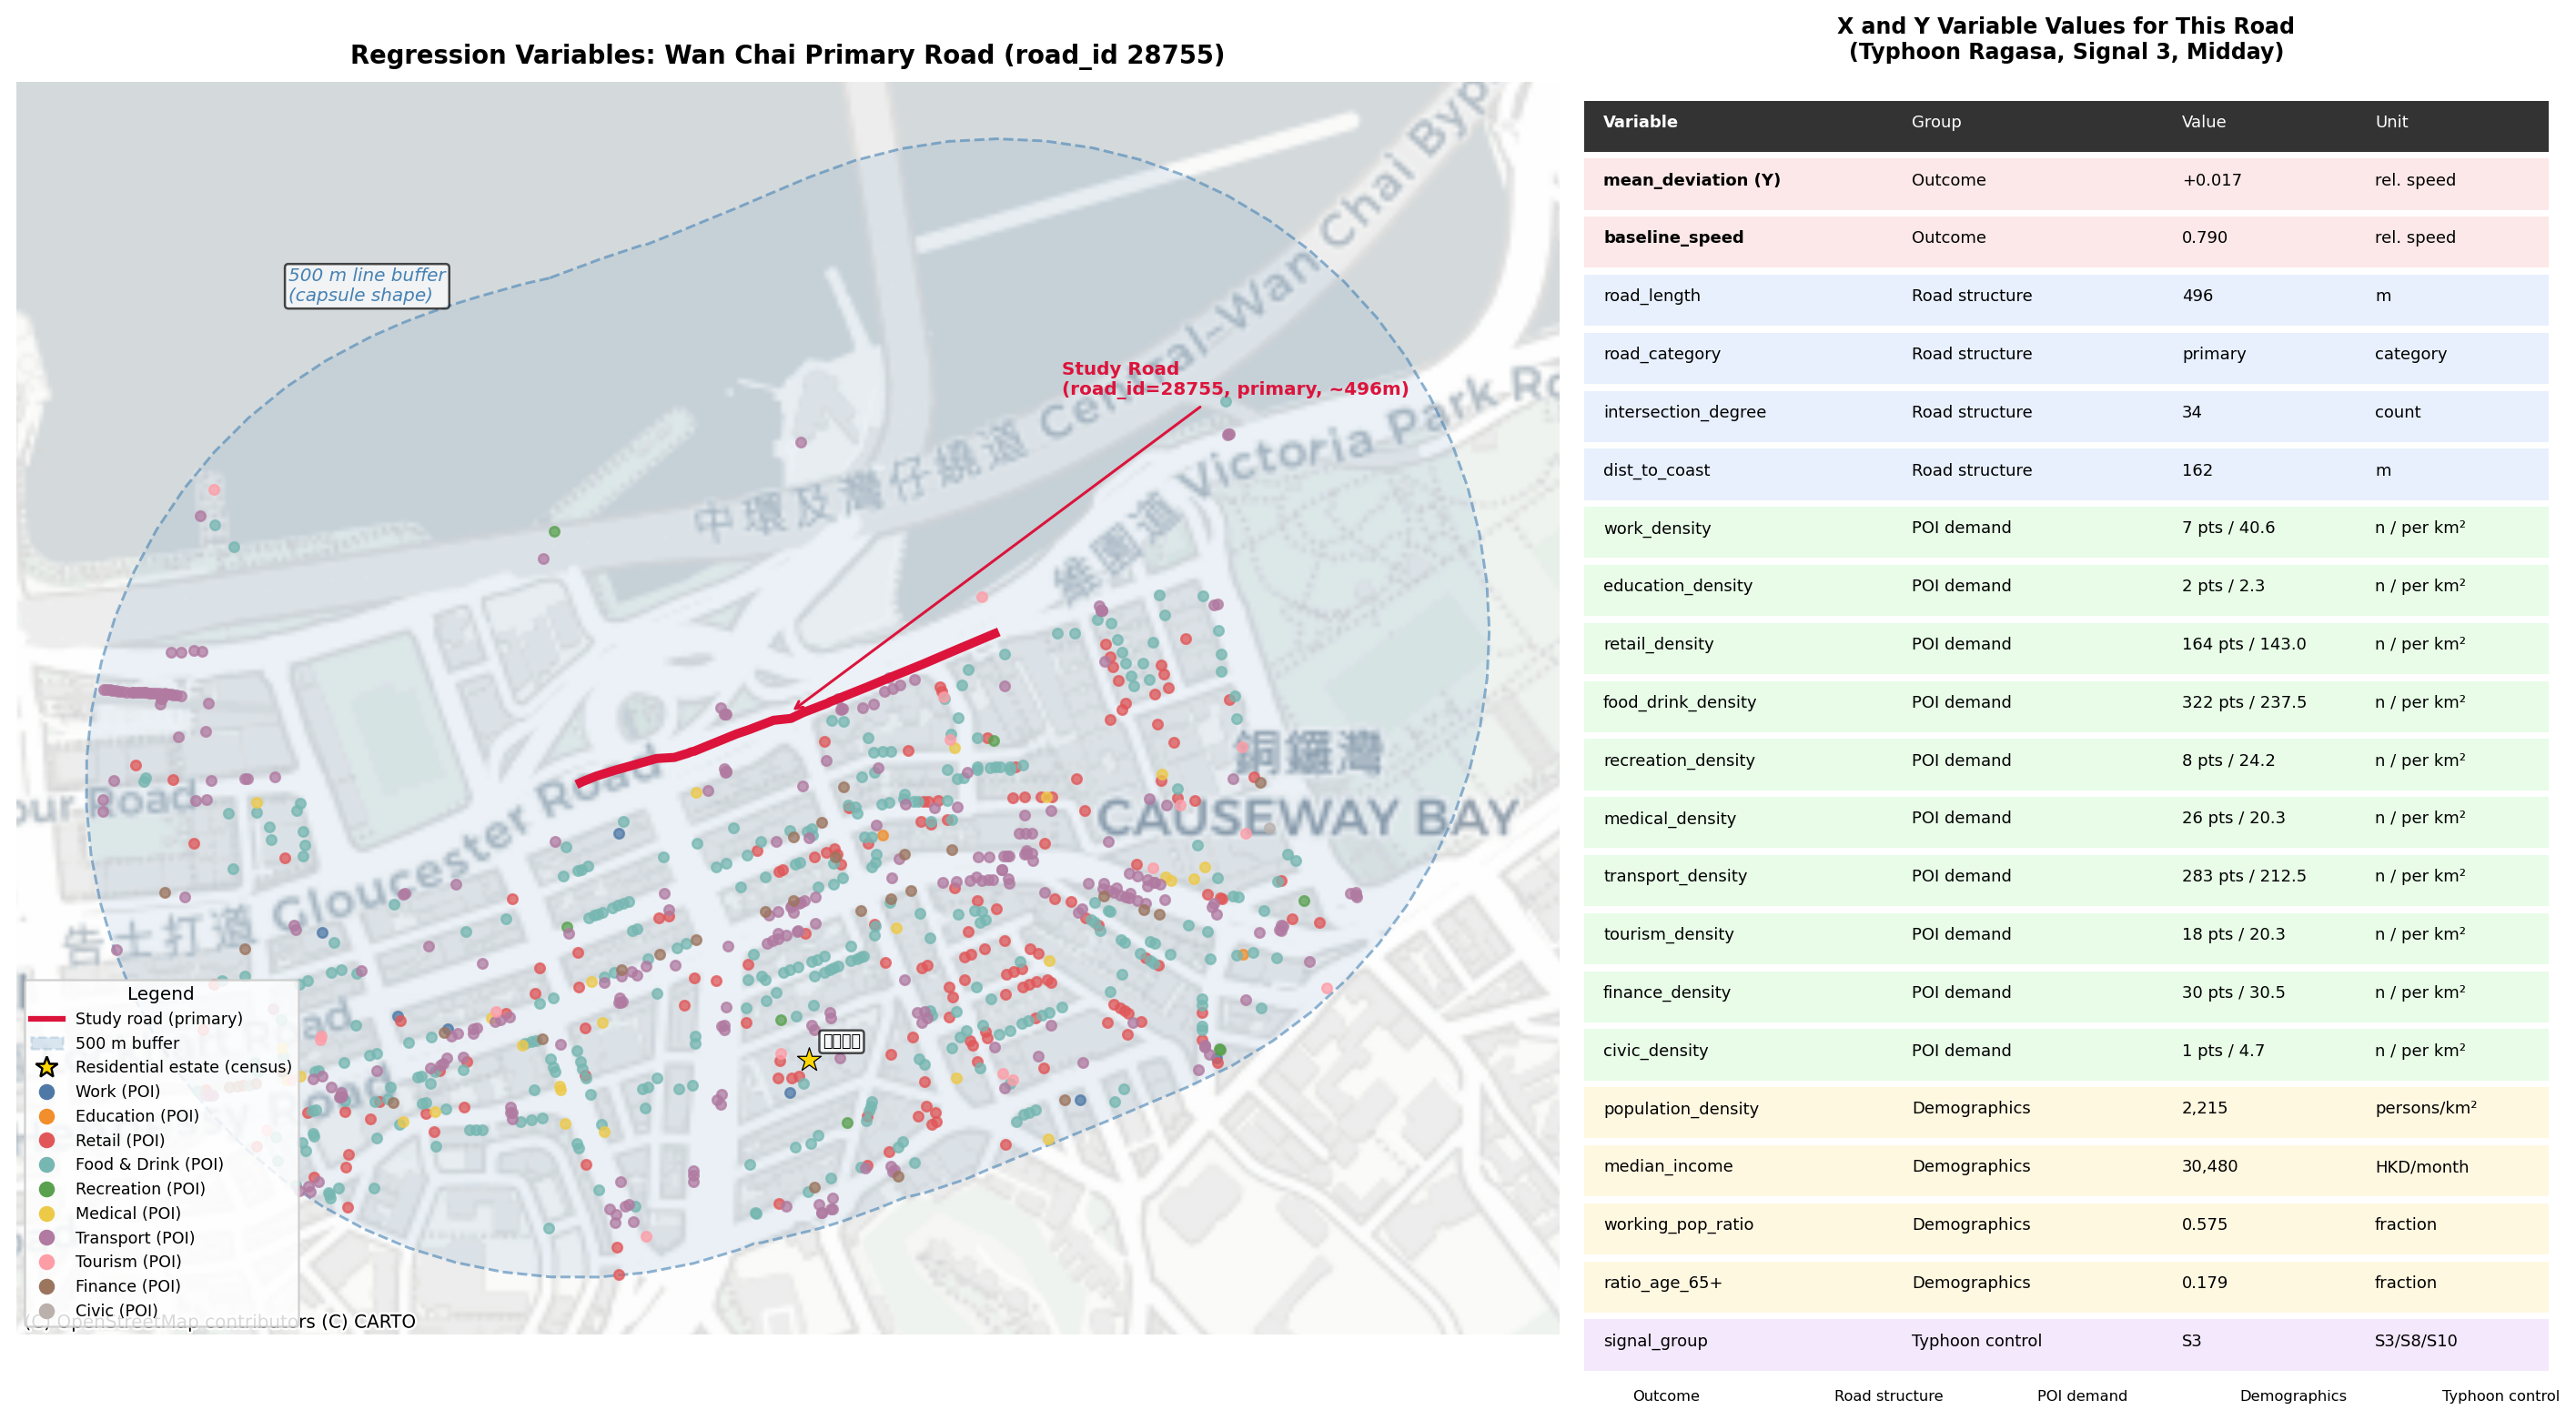 Regression Variables: Wan Chai Primary Road (road_id 28755)
500 m line buffer
(capsule shape)
Study Road
(road_id=28755, primary, ~496m)
中環及灣仔繞道 Central-Wan Chai Byp
維園道 Victoria Park Ro
銅鑼灣
CAUSEWAY BAY
our Road
告士打道 Gloucester Road
Road
Road
Legend
Study road (primary)
500 m buffer
Residential estate (census)
Work (POI)
Education (POI)
Retail (POI)
Food & Drink (POI)
Recreation (POI)
Medical (POI)
Transport (POI)
Tourism (POI)
Finance (POI)
Civic (POI)
(C) OpenStreetMap contributors (C) CARTO
X and Y Variable Values for This Road
(Typhoon Ragasa, Signal 3, Midday)
Variable Group Value Unit
mean_deviation (Y) Outcome +0.017 rel. speed
baseline_speed Outcome 0.790 rel. speed
road_length Road structure 496 m
road_category Road structure primary category
intersection_degree Road structure 34 count
dist_to_coast Road structure 162 m
work_density POI demand 7 pts / 40.6 n / per km²
education_density POI demand 2 pts / 2.3 n / per km²
retail_density POI demand 164 pts / 143.0 n / per km²
food_drink_density POI demand 322 pts / 237.5 n / per km²
recreation_density POI demand 8 pts / 24.2 n / per km²
medical_density POI demand 26 pts / 20.3 n / per km²
transport_density POI demand 283 pts / 212.5 n / per km²
tourism_density POI demand 18 pts / 20.3 n / per km²
finance_density POI demand 30 pts / 30.5 n / per km²
civic_density POI demand 1 pts / 4.7 n / per km²
population_density Demographics 2,215 persons/km²
median_income Demographics 30,480 HKD/month
working_pop_ratio Demographics 0.575 fraction
ratio_age_65+ Demographics 0.179 fraction
signal_group Typhoon control S3 S3/S8/S10
Outcome Road structure POI demand Demographics Typhoon control